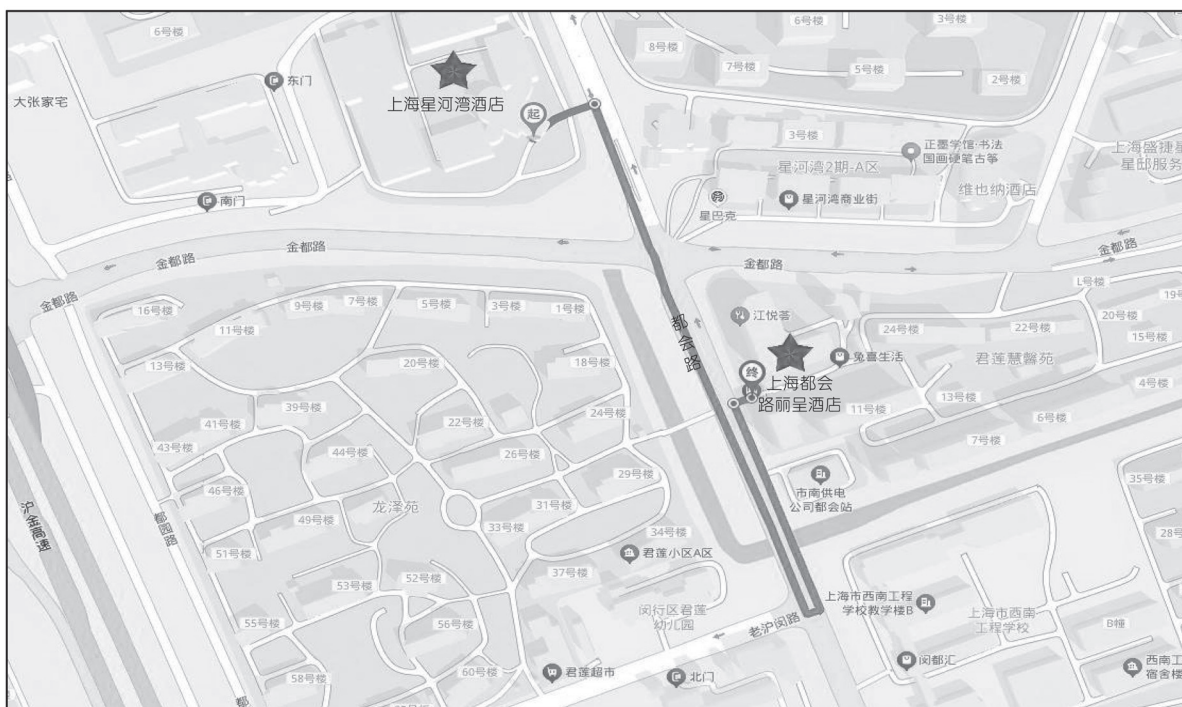 6号楼
6号楼
3号楼
8号楼
7号楼
5号楼
2号楼
大张家宅
东门
上海星河湾酒店
起
3号楼
正墨学馆·书法
国画硬笔古筝
上海盛捷星
星邸服务
星河湾2期-A区
维也纳酒店
南门
星巴克
星河湾商业街
金都路
金都路
金都路
金都路
金都路
L号楼
19号
16号楼
11号楼
9号楼
7号楼
5号楼
3号楼
1号楼
江悦荟
24号楼
22号楼
20号楼
15号楼
都会路
13号楼
20号楼
18号楼
兔喜生活
君莲慧馨苑
终
上海都会
路丽呈酒店
39号楼
41号楼
22号楼
24号楼
11号楼
13号楼
6号楼
4号楼
7号楼
43号楼
44号楼
26号楼
46号楼
29号楼
市南供电
公司都会站
35号楼
沪金高速
都园路
49号楼
龙泽苑
31号楼
33号楼
34号楼
28号
51号楼
君莲小区A区
53号楼
52号楼
37号楼
上海市西南工程
学校教学楼B
闵行区君莲
幼儿园
上海市西南
工程学校
55号楼
56号楼
老沪闵路
B幢
58号楼
60号楼
君莲超市
北门
闵都汇
西南工
宿舍楼
都